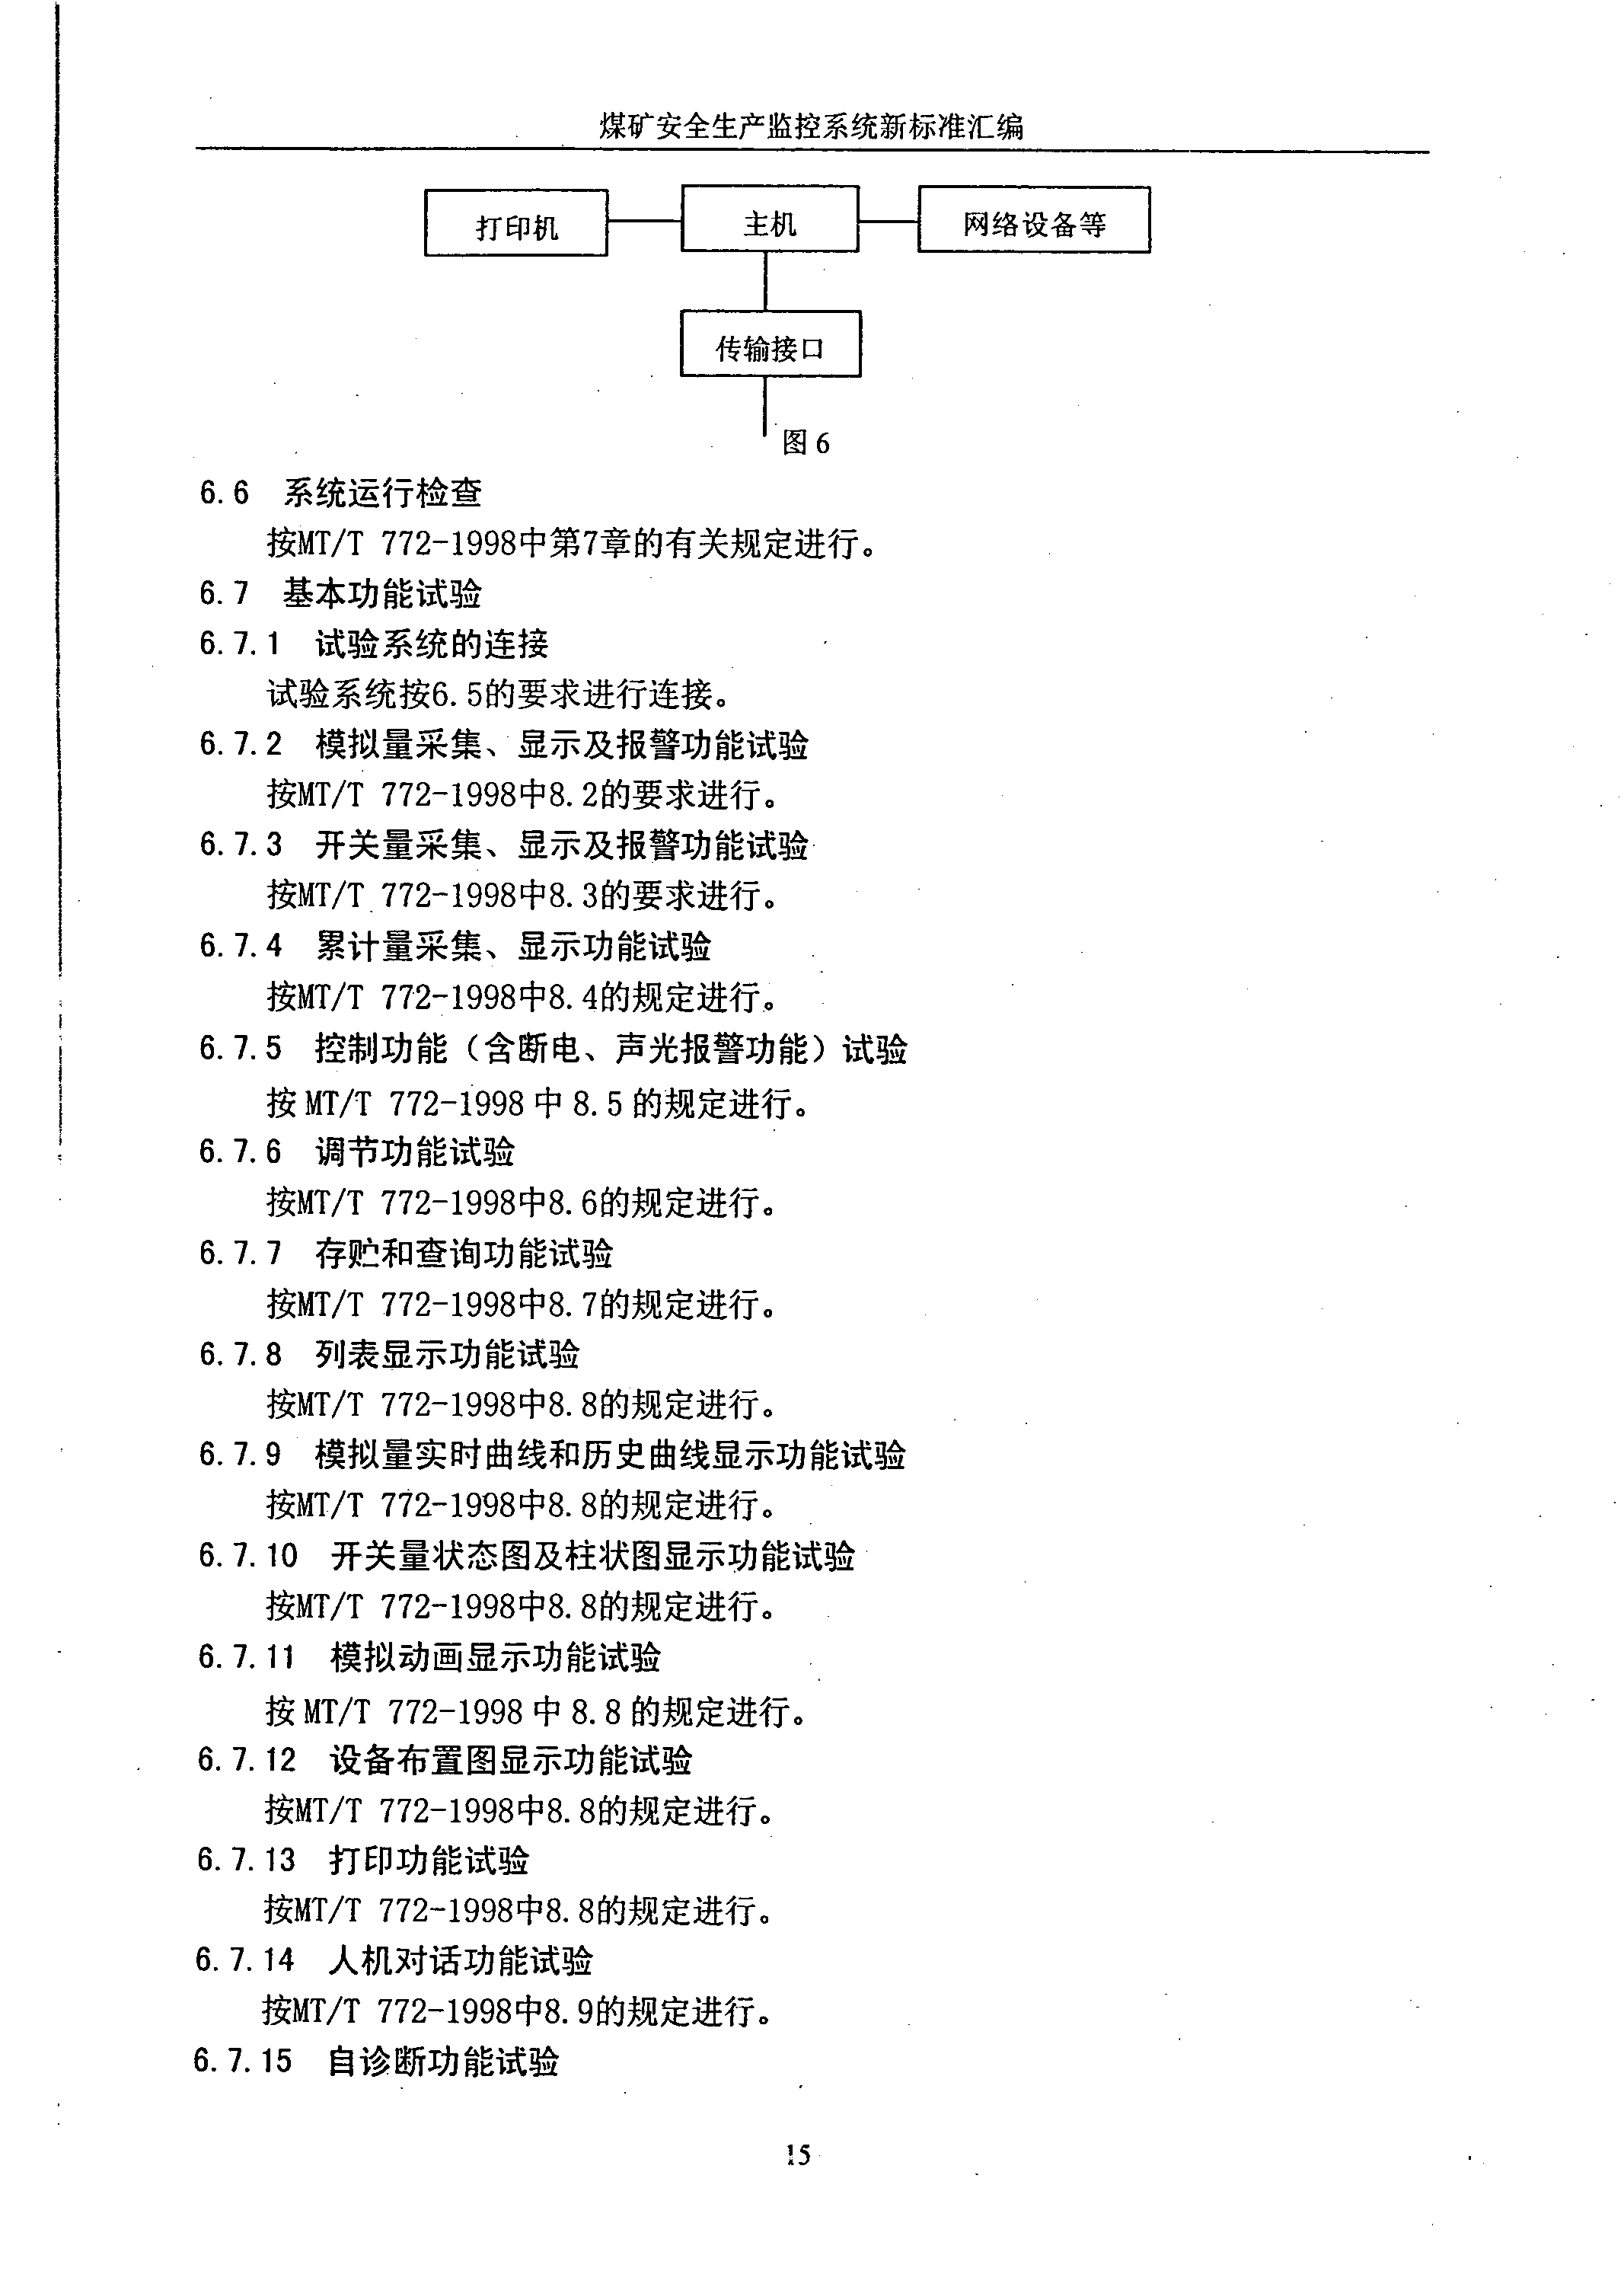 煤矿安全生产监控系统新标准汇编
打印机
主机
网络设备等
传输接口
图 6
6.6 系统运行检查
按MT/T 772-1998中第7章的有关规定进行。
6.7 基本功能试验
6.7.1 试验系统的连接
试验系统按6.5的要求进行连接。
6.7.2 模拟量采集、显示及报警功能试验
按MT/T 772-1998中8.2的要求进行。
6.7.3 开关量采集、显示及报警功能试验
按MT/T 772-1998中8.3的要求进行。
6.7.4 累计量采集、显示功能试验
按MT/T 772-1998中8.4的规定进行。
6.7.5 控制功能（含断电、声光报警功能）试验
按 MT/T 772-1998 中 8.5 的规定进行。
6.7.6 调节功能试验
按MT/T 772-1998中8.6的规定进行。
6.7.7 存贮和查询功能试验
按MT/T 772-1998中8.7的规定进行。
6.7.8 列表显示功能试验
按MT/T 772-1998中8.8的规定进行。
6.7.9 模拟量实时曲线和历史曲线显示功能试验
按MT/T 772-1998中8.8的规定进行。
6.7.10 开关量状态图及柱状图显示功能试验
按MT/T 772-1998中8.8的规定进行。
6.7.11 模拟动画显示功能试验
按 MT/T 772-1998 中 8.8 的规定进行。
6.7.12 设备布置图显示功能试验
按MT/T 772-1998中8.8的规定进行。
6.7.13 打印功能试验
按MT/T 772-1998中8.8的规定进行。
6.7.14 人机对话功能试验
按MT/T 772-1998中8.9的规定进行。
6.7.15 自诊断功能试验
15